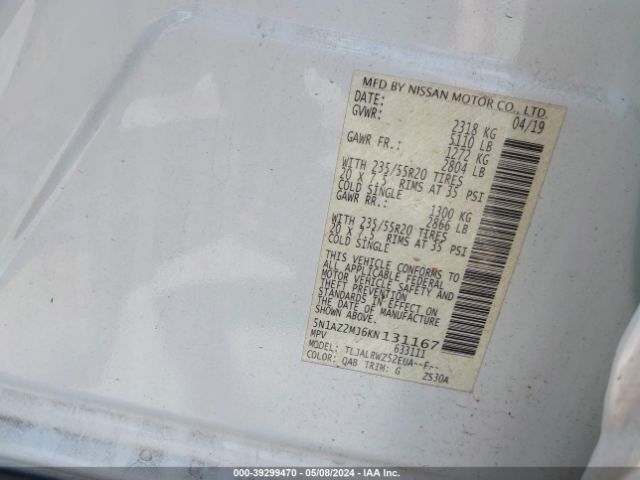 MFD BY NISSAN MOTOR CO., LTD.
DATE: 04/19
GVWR: 2318 KG
5110 LB
GAWR FR.: 1272 KG
2804 LB
WITH 235/55R20 TIRES
20 X 7.5 RIMS AT 35 PSI
COLD SINGLE
GAWR RR.: 1300 KG
2866 LB
WITH 235/55R20 TIRES
20 X 7.5 RIMS AT 35 PSI
COLD SINGLE
THIS VEHICLE CONFORMS TO
ALL APPLICABLE FEDERAL
MOTOR VEHICLE SAFETY AND
THEFT PREVENTION
STANDARDS IN EFFECT ON
THE DATE OF MANUFACTURE
SHOWN ABOVE.
5N1AZ2MJ6KN131167
MPV 633111
MODEL: TLJALRWZ52EUA--F--
COLOR: QAB TRIM: G ZS30A
000-39299470 - 05/08/2024 - IAA Inc.